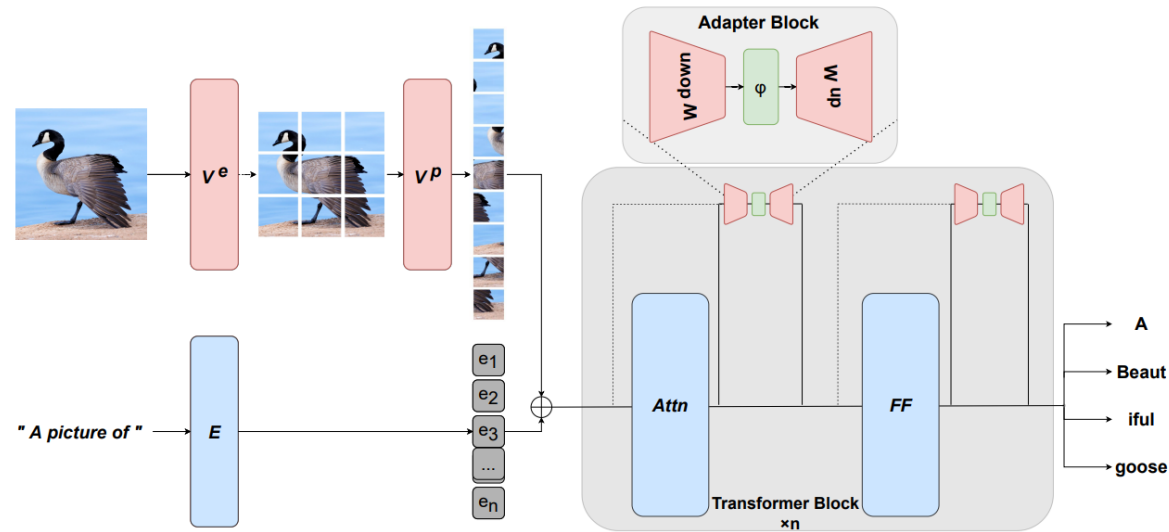 Adapter Block
W down
φ
W up
V e
V p
e1
e2
e3
...
en
" A picture of "
E
Attn
FF
Transformer Block
×n
A
Beaut
iful
goose